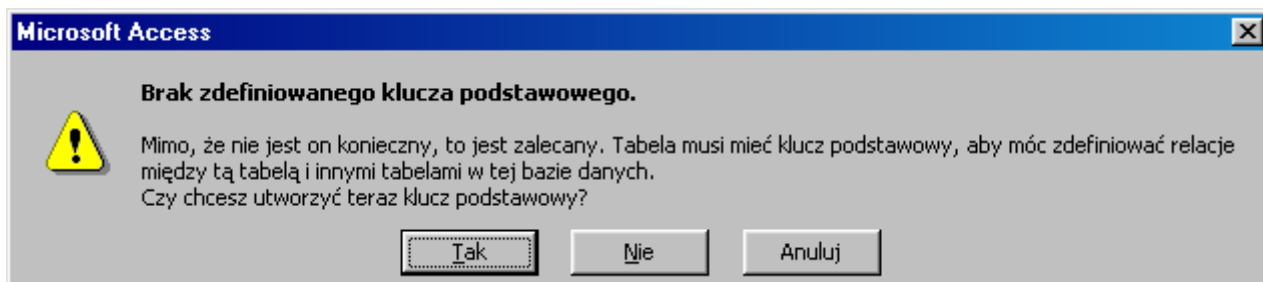 Microsoft Access
Brak zdefiniowanego klucza podstawowego.
Mimo, że nie jest on konieczny, to jest zalecany. Tabela musi mieć klucz podstawowy, aby móc zdefiniować relacje
między tą tabelą i innymi tabelami w tej bazie danych.
Czy chcesz utworzyć teraz klucz podstawowy?
Tak Nie Anuluj